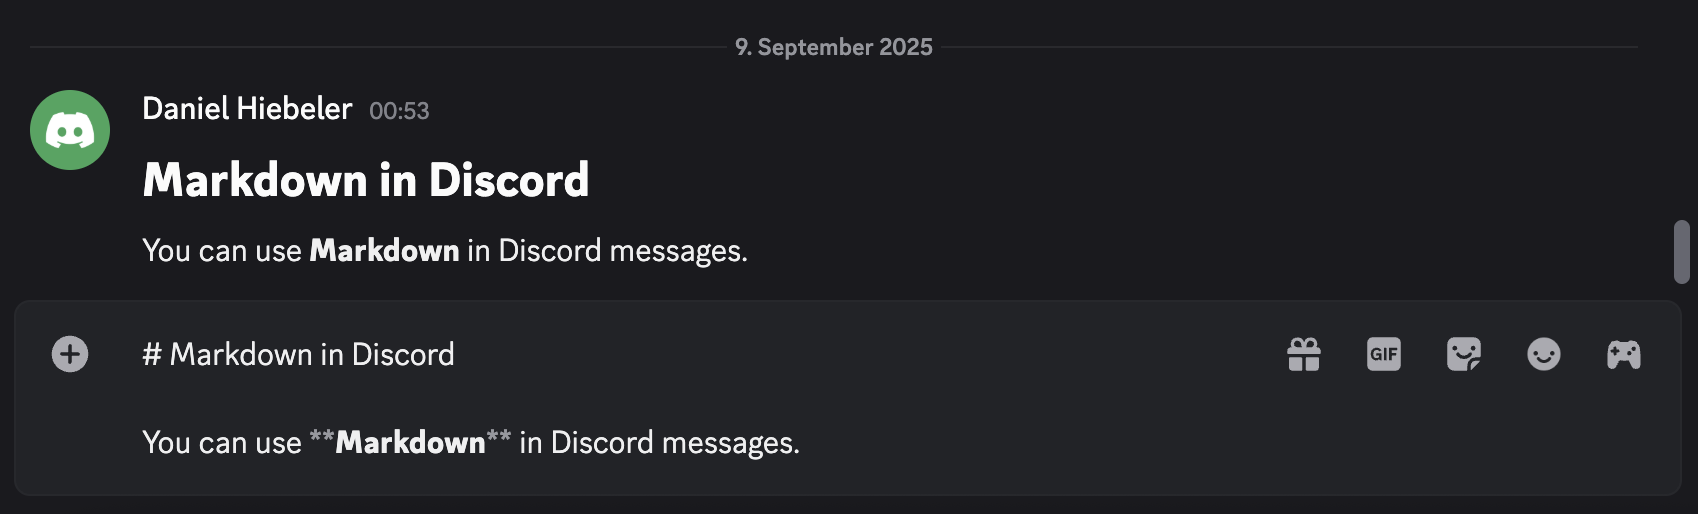 9. September 2025
Daniel Hiebeler 00:53
Markdown in Discord
You can use Markdown in Discord messages.
# Markdown in Discord
GIF
You can use **Markdown** in Discord messages.